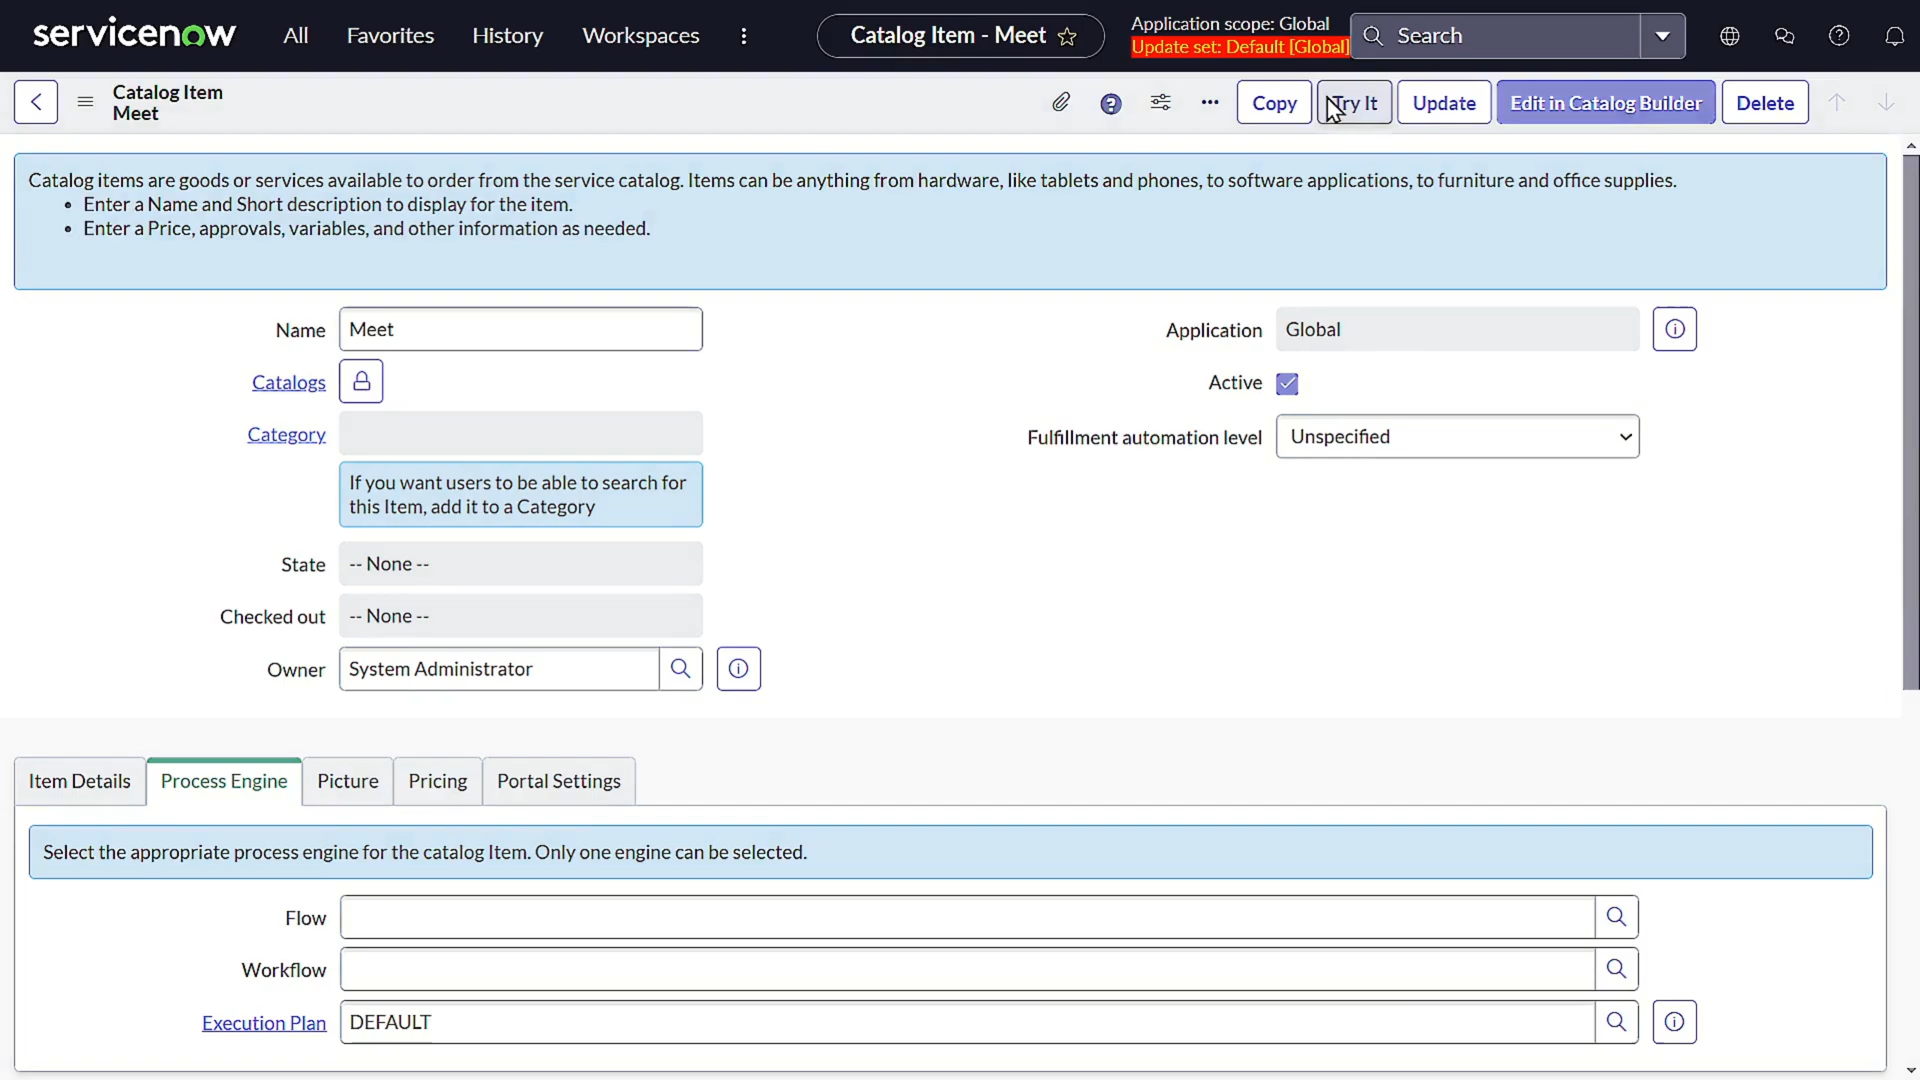 servicenow
All
Favorites
History
Workspaces
Catalog Item - Meet
Application scope: Global
Update set: Default [Global]
Search
Catalog Item
Meet
Copy
Try It
Update
Edit in Catalog Builder
Delete
Catalog items are goods or services available to order from the service catalog. Items can be anything from hardware, like tablets and phones, to software applications, to furniture and office supplies.
• Enter a Name and Short description to display for the item.
• Enter a Price, approvals, variables, and other information as needed.
Name
Meet
Application
Global
Catalogs
Active
Category
Fulfillment automation level
Unspecified
If you want users to be able to search for
this Item, add it to a Category
State
-- None --
Checked out
-- None --
Owner
System Administrator
Item Details
Process Engine
Picture
Pricing
Portal Settings
Select the appropriate process engine for the catalog Item. Only one engine can be selected.
Flow
Workflow
Execution Plan
DEFAULT